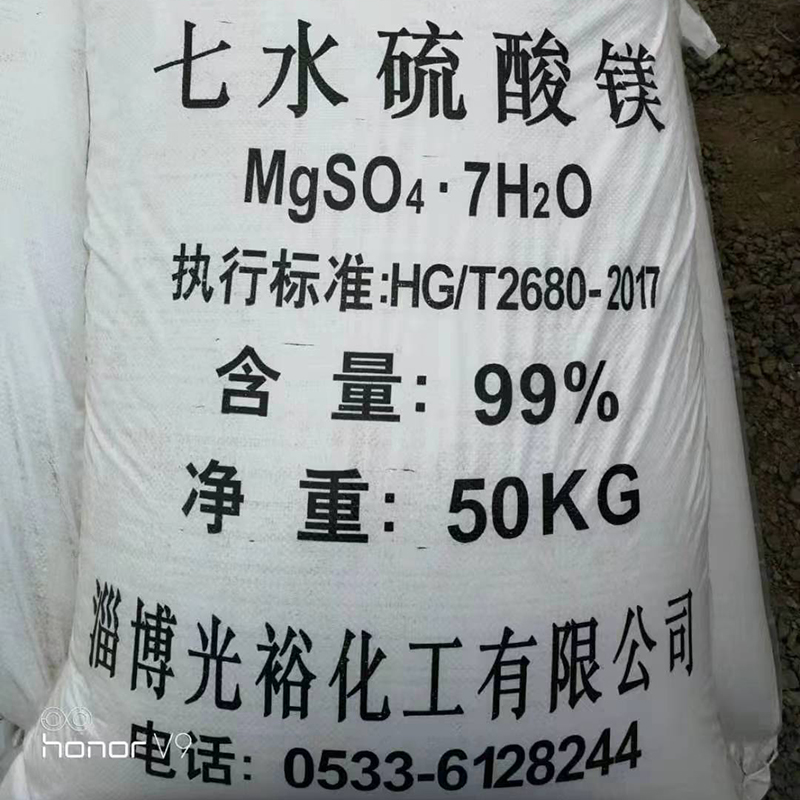 七水硫酸镁
MgSO4·7H2O
执行标准:HG/T2680-2017
含量:99%
净重:50KG
淄博光裕化工有限公司
电话:0533-6128244
honor V9